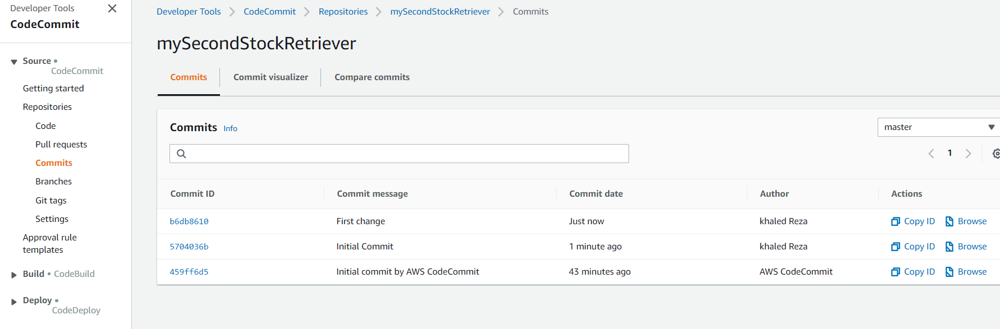 Developer Tools
CodeCommit
Source •
CodeCommit
Getting started
Repositories
Code
Pull requests
Commits
Branches
Git tags
Settings
Approval rule
templates
Build • CodeBuild
Deploy •
CodeDeploy
Developer Tools > CodeCommit > Repositories > mySecondStockRetriever > Commits
mySecondStockRetriever
Commits Commit visualizer Compare commits
Commits Info master
1
Commit ID Commit message Commit date Author Actions
b6db8610 First change Just now khaled Reza Copy ID Browse
5704036b Initial Commit 1 minute ago khaled Reza Copy ID Browse
459ff6d5 Initial commit by AWS CodeCommit 43 minutes ago AWS CodeCommit Copy ID Browse